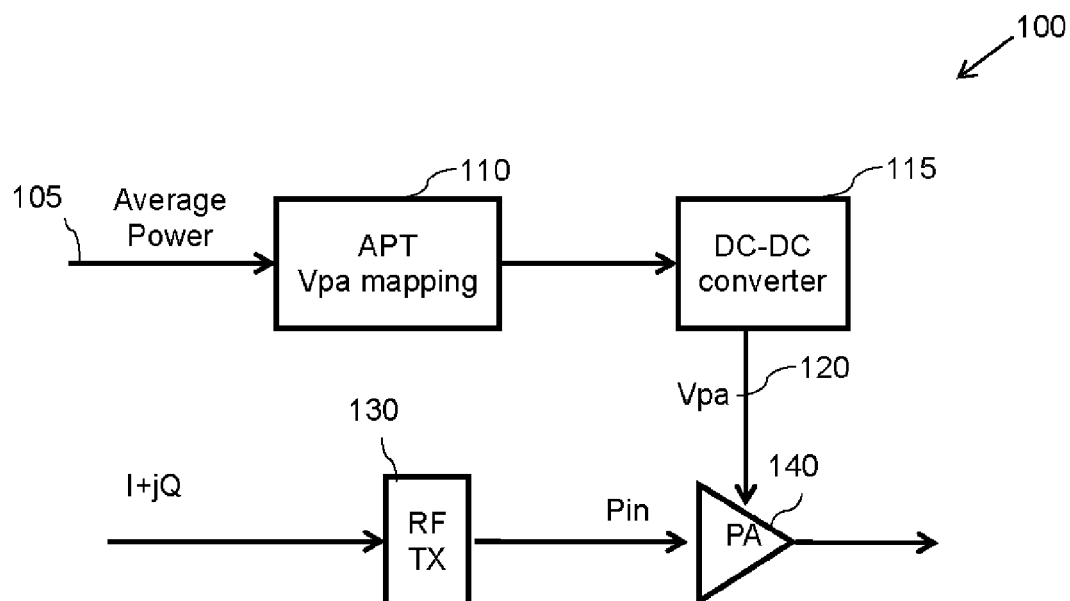 100
105
Average
Power
110
APT
Vpa mapping
115
DC-DC
converter
Vpa
120
130
I+jQ
RF
TX
Pin
140
PA